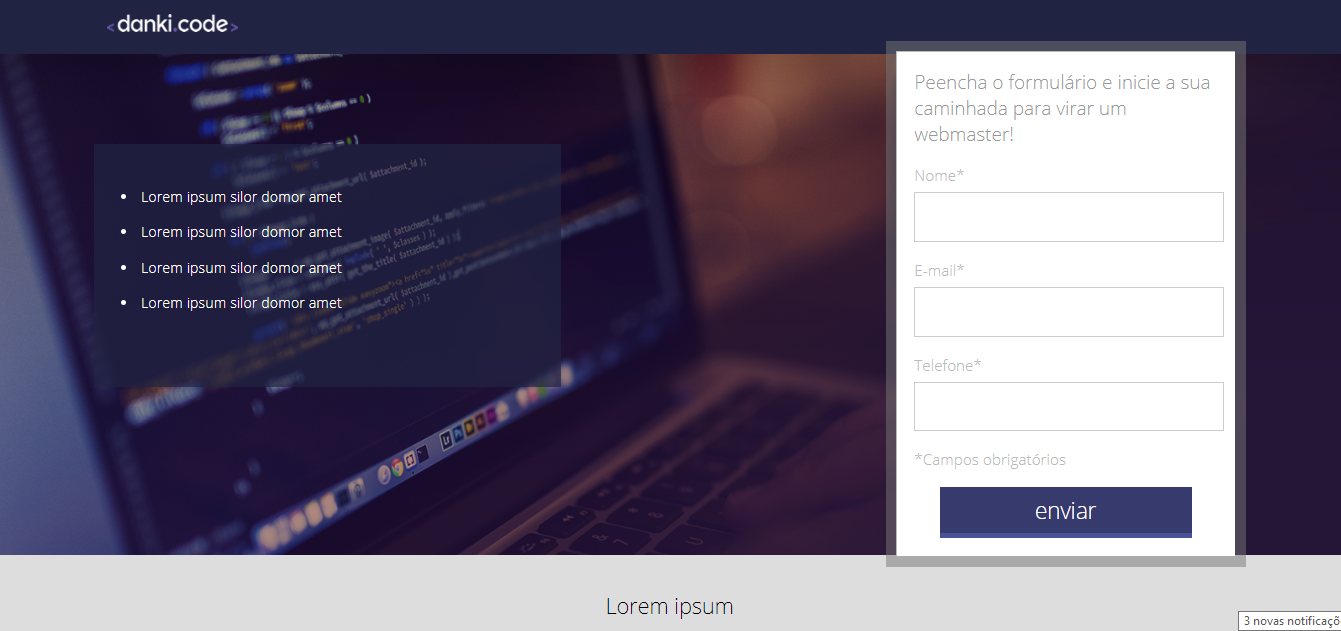 <danki.code>
Lorem ipsum silor domor amet
Lorem ipsum silor domor amet
Lorem ipsum silor domor amet
Lorem ipsum silor domor amet
Peencha o formulário e inicie a sua
caminhada para virar um
webmaster!
Nome*
E-mail*
Telefone*
*Campos obrigatórios
enviar
Lorem ipsum
3 novas notificaçõ